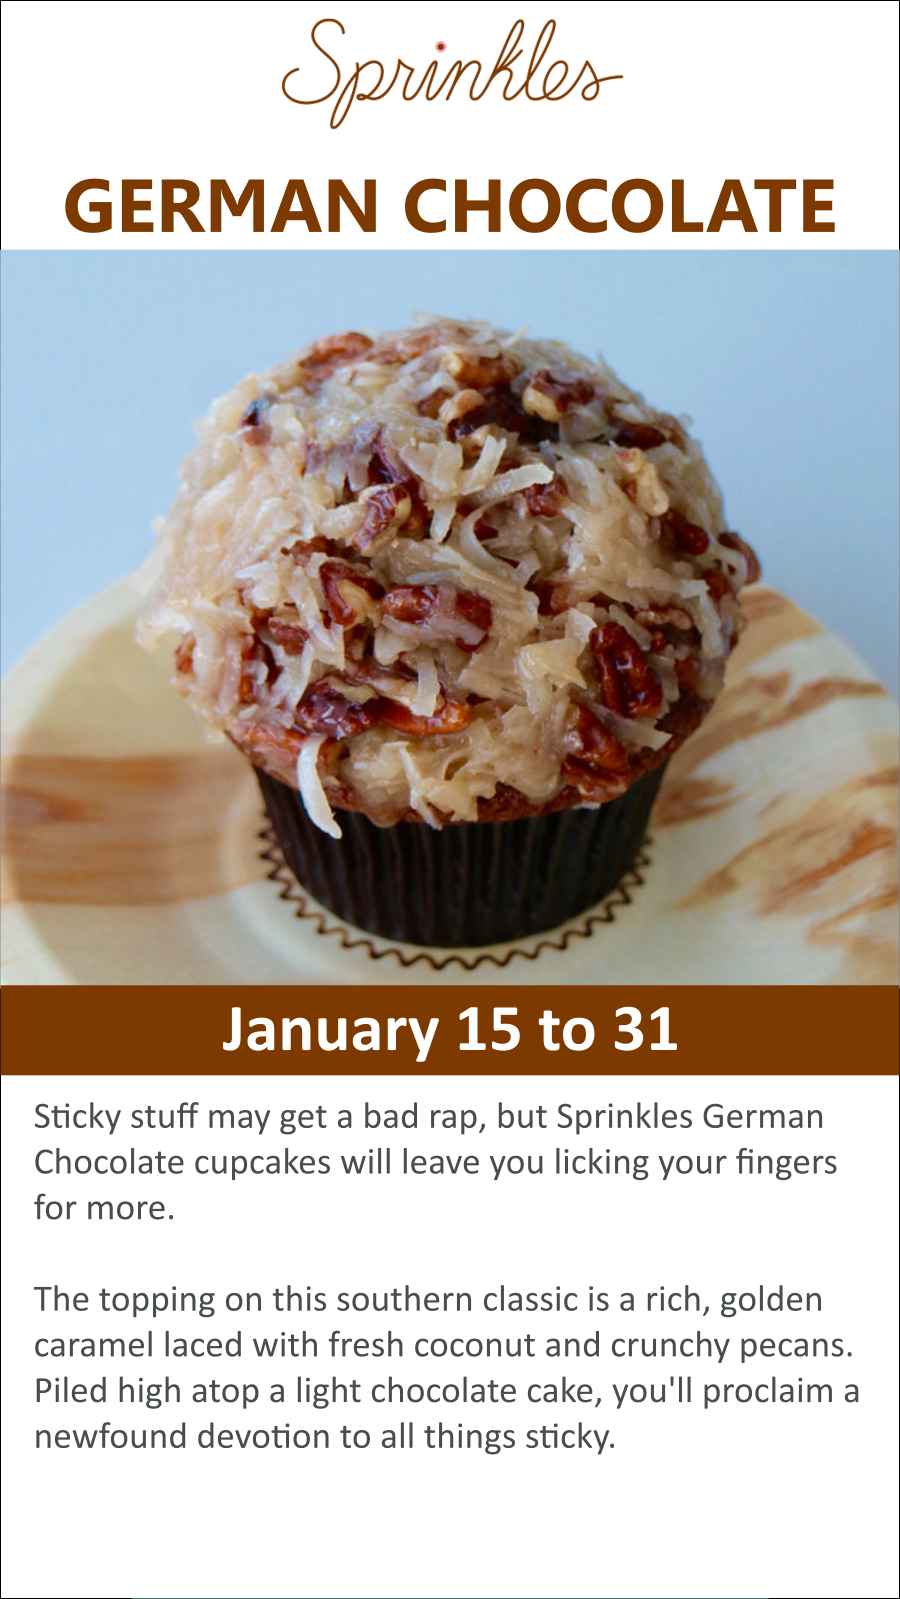 Sprinkles
GERMAN CHOCOLATE
January 15 to 31
Sticky stuff may get a bad rap, but Sprinkles German
Chocolate cupcakes will leave you licking your fingers
for more.
The topping on this southern classic is a rich, golden
caramel laced with fresh coconut and crunchy pecans.
Piled high atop a light chocolate cake, you'll proclaim a
newfound devotion to all things sticky.